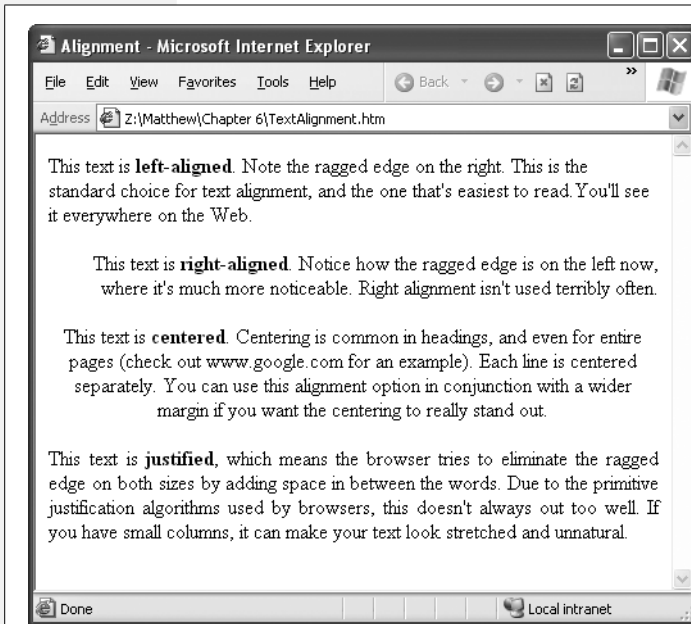 Alignment - Microsoft Internet Explorer
File Edit View Favorites Tools Help Back »
Address Z:\Matthew\Chapter 6\TextAlignment.htm
This text is left-aligned. Note the ragged edge on the right. This is the
standard choice for text alignment, and the one that's easiest to read.You'll see
it everywhere on the Web.
This text is right-aligned. Notice how the ragged edge is on the left now,
where it's much more noticeable. Right alignment isn't used terribly often.
This text is centered. Centering is common in headings, and even for entire
pages (check out www.google.com for an example). Each line is centered
separately. You can use this alignment option in conjunction with a wider
margin if you want the centering to really stand out.
This text is justified, which means the browser tries to eliminate the ragged
edge on both sizes by adding space in between the words. Due to the primitive
justification algorithms used by browsers, this doesn't always out too well. If
you have small columns, it can make your text look stretched and unnatural.
Done Local intranet